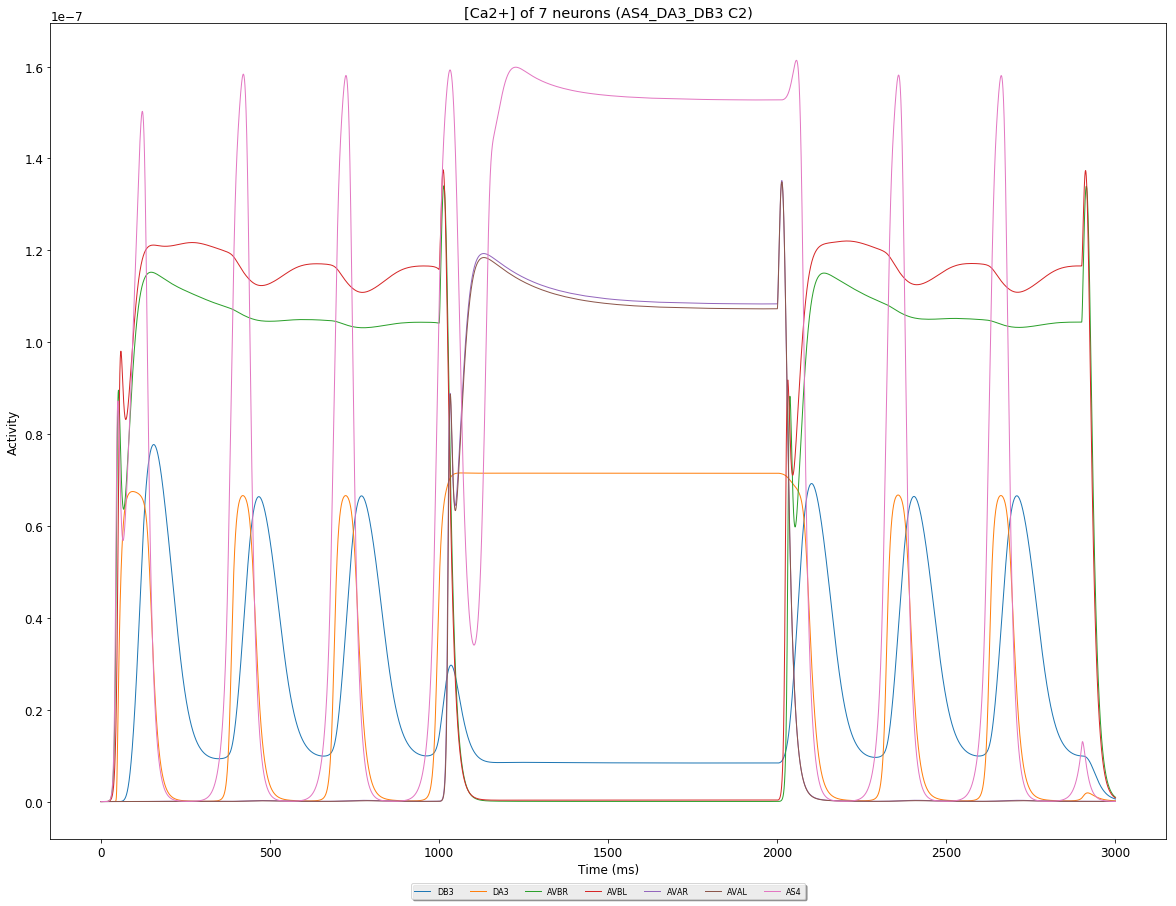 [Ca2+] of 7 neurons (AS4_DA3_DB3 C2)
1e−7
1.6
1.4
1.2
1.0
0.8
0.6
0.4
0.2
0.0
Activity
0 500 1000 1500 2000 2500 3000
Time (ms)
DB3 DA3 AVBR AVBL AVAR AVAL AS4